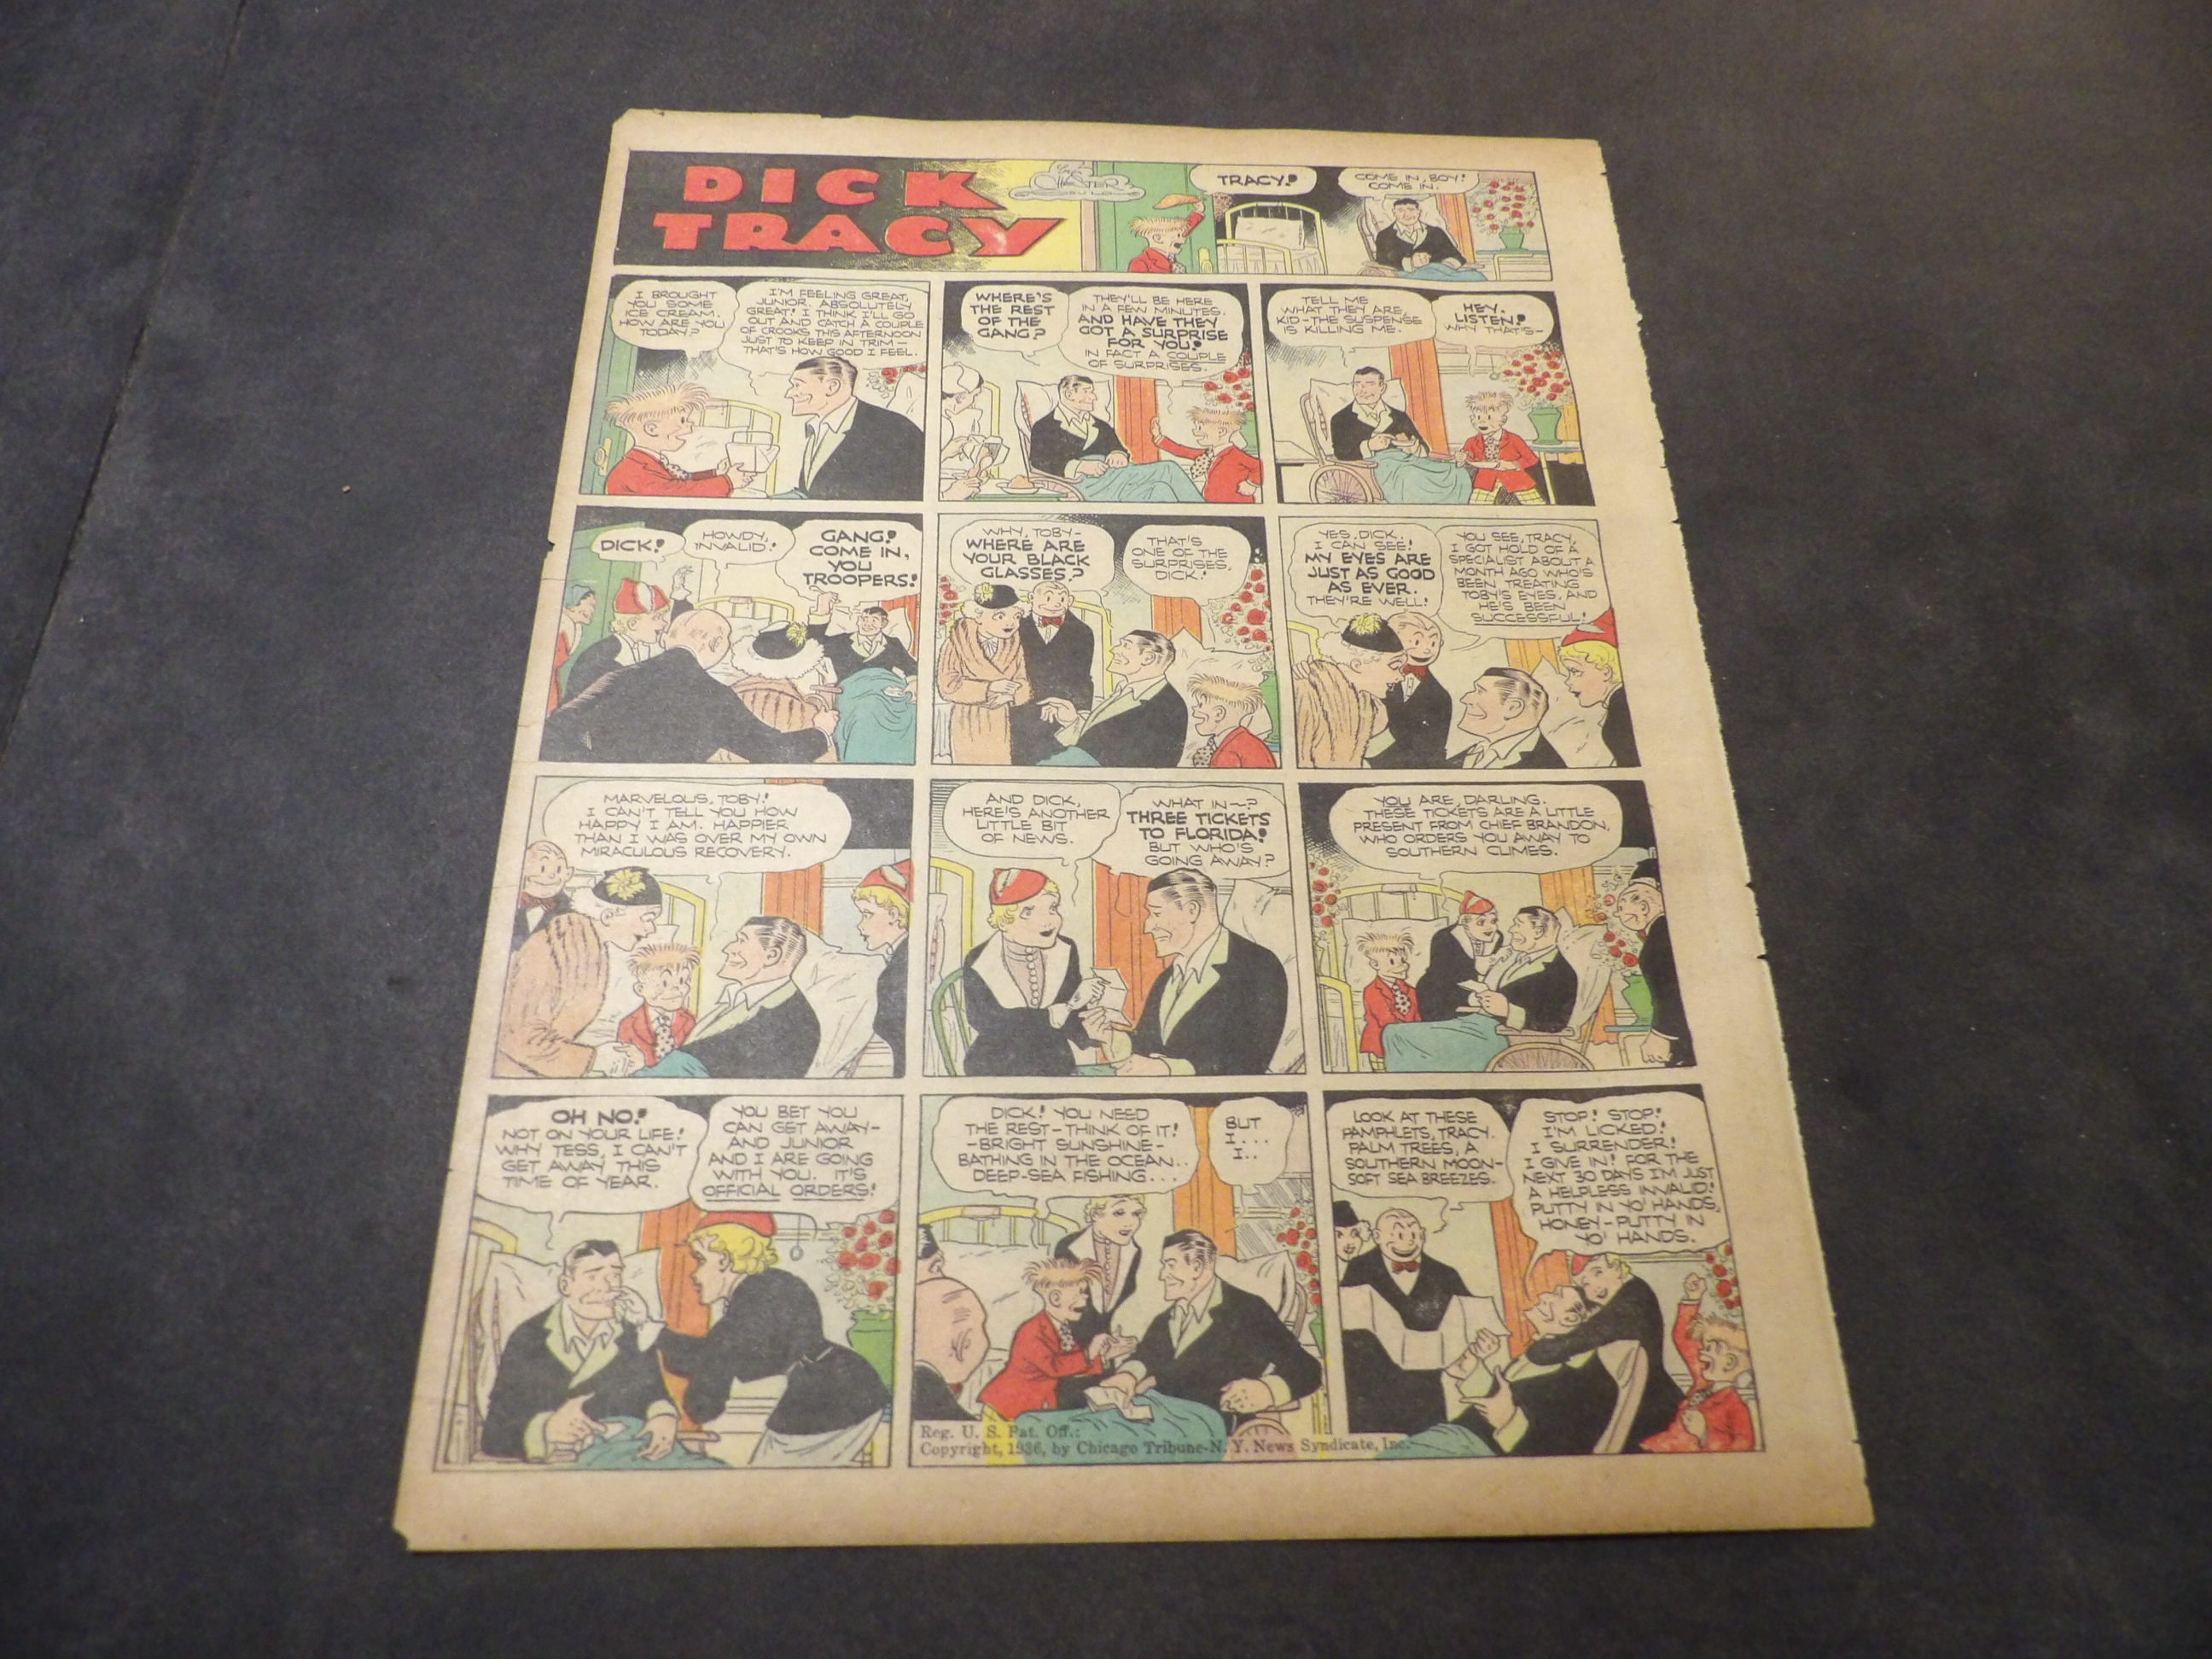 DICK
TRACY
by
CHESTER
GOULD
TRACY!
COME IN, BOY!
COME IN.
I BROUGHT
YOU SOME
ICE CREAM.
HOW ARE YOU
TODAY?
I'M FEELING GREAT,
JUNIOR. ABSOLUTELY
GREAT! I THINK I'LL GO
OUT AND CATCH A COUPLE
OF CROOKS THIS AFTERNOON
JUST TO KEEP IN TRIM—
THAT'S HOW GOOD I FEEL.
WHERE'S
THE REST
OF THE
GANG?
THEY'LL BE HERE
IN A FEW MINUTES.
AND HAVE THEY
GOT A SURPRISE
FOR YOU!
IN FACT A COUPLE
OF SURPRISES.
TELL ME
WHAT THEY ARE,
KID—THE SUSPENSE
IS KILLING ME.
HEY,
LISTEN!
WHY THAT'S—
DICK!
HOWDY,
INVALID!
GANG!
COME IN,
YOU
TROOPERS!
WHY, TOBY—
WHERE ARE
YOUR BLACK
GLASSES?
THAT'S
ONE OF THE
SURPRISES,
DICK!
YES, DICK.
I CAN SEE!
MY EYES ARE
JUST AS GOOD
AS EVER.
THEY'RE WELL!
YOU SEE, TRACY,
I GOT HOLD OF A
SPECIALIST ABOUT A
MONTH AGO WHO'S
BEEN TREATING
TOBY'S EYES, AND
HE'S BEEN
SUCCESSFUL!
MARVELOUS, TOBY!
I CAN'T TELL YOU HOW
HAPPY I AM. HAPPIER
THAN I WAS OVER MY OWN
MIRACULOUS RECOVERY.
AND DICK,
HERE'S ANOTHER
LITTLE BIT
OF NEWS.
WHAT IN—?
THREE TICKETS
TO FLORIDA!
BUT WHO'S
GOING AWAY?
YOU ARE, DARLING.
THESE TICKETS ARE A LITTLE
PRESENT FROM CHIEF BRANDON,
WHO ORDERS YOU AWAY TO
SOUTHERN CLIMES.
OH NO!
NOT ON YOUR LIFE!
WHY TESS, I CAN'T
GET AWAY THIS
TIME OF YEAR.
YOU BET YOU
CAN GET AWAY—
AND JUNIOR
AND I ARE GOING
WITH YOU. IT'S
OFFICIAL ORDERS!
DICK! YOU NEED
THE REST—THINK OF IT!
—BRIGHT SUNSHINE—
BATHING IN THE OCEAN..
DEEP-SEA FISHING...
BUT
I....
I..
LOOK AT THESE
PAMPHLETS, TRACY.
PALM TREES, A
SOUTHERN MOON—
SOFT SEA BREEZES.
STOP! STOP!
I'M LICKED!
I SURRENDER!
I GIVE IN! FOR THE
NEXT 30 DAYS I'M JUST
A HELPLESS INVALID!
PUTTY IN YO' HANDS,
HONEY—PUTTY IN
YO' HANDS.
Reg. U. S. Pat. Off.:
Copyright, 1936, by Chicago Tribune-N. Y. News Syndicate, Inc.